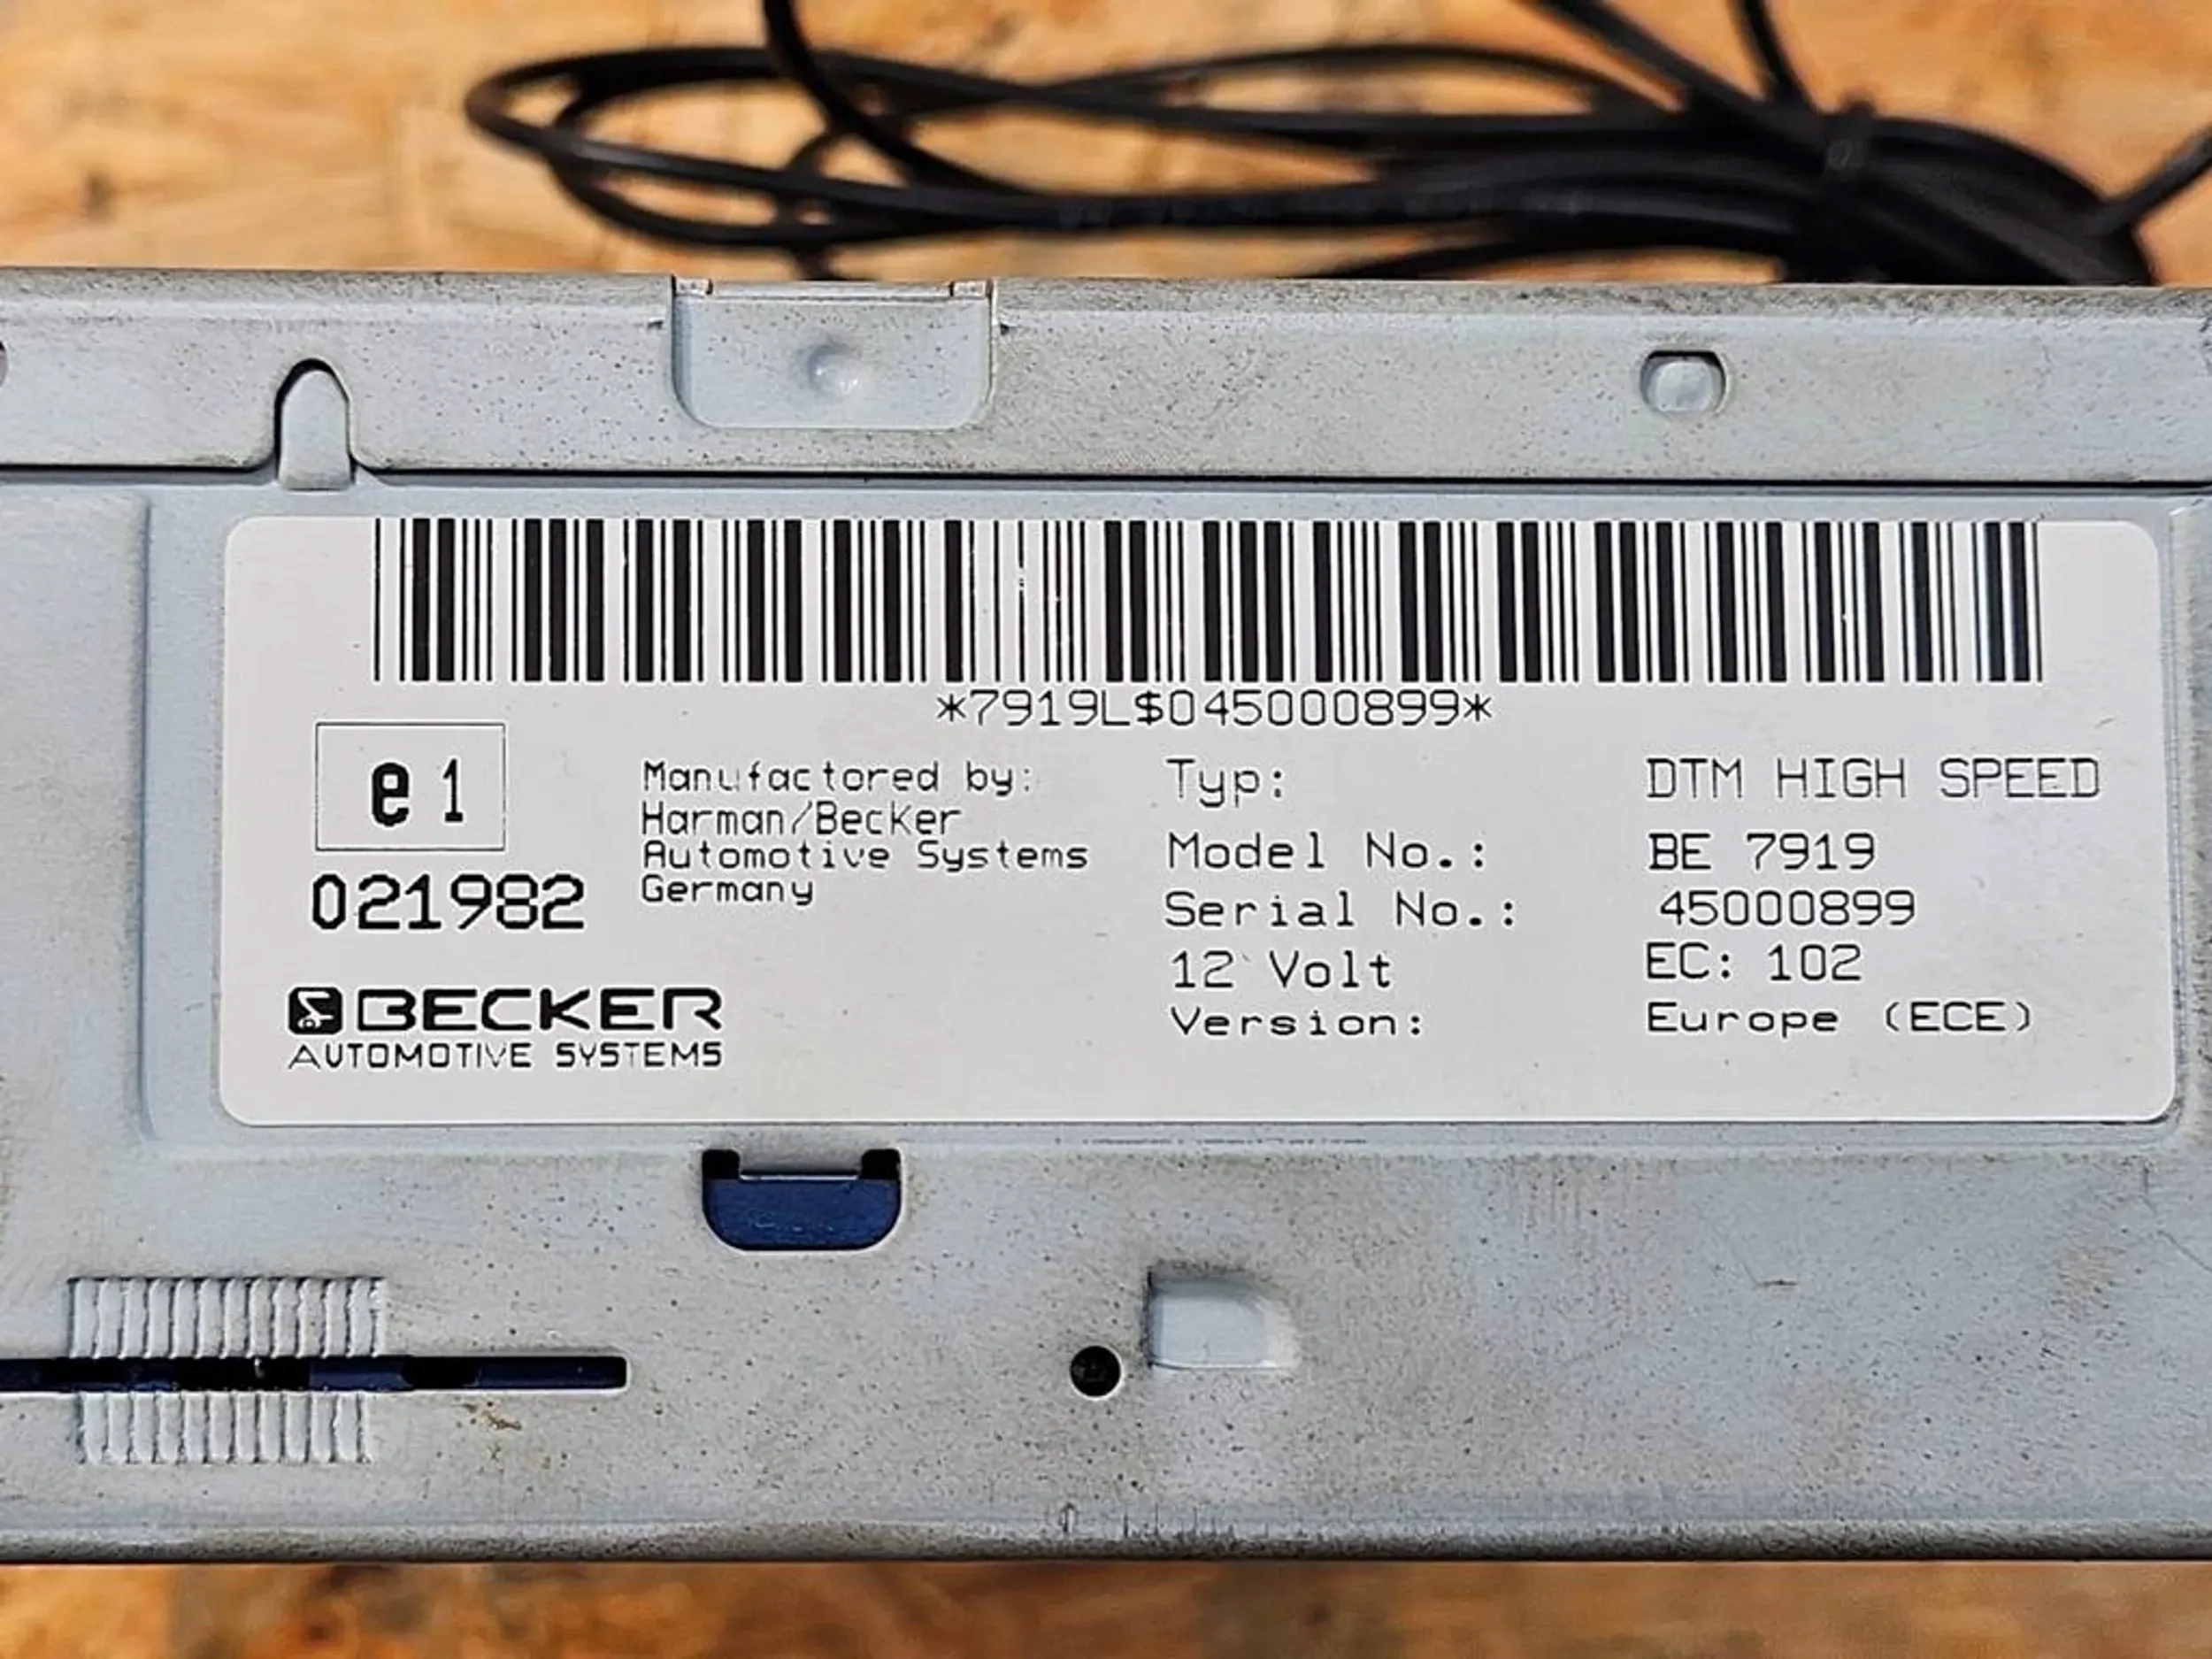 *7919L$045000899*
e1
021982
Manufactored by:
Harman/Becker
Automotive Systems
Germany
BECKER
AUTOMOTIVE SYSTEMS
Typ: DTM HIGH SPEED
Model No.: BE 7919
Serial No.: 45000899
12 Volt EC: 102
Version: Europe (ECE)